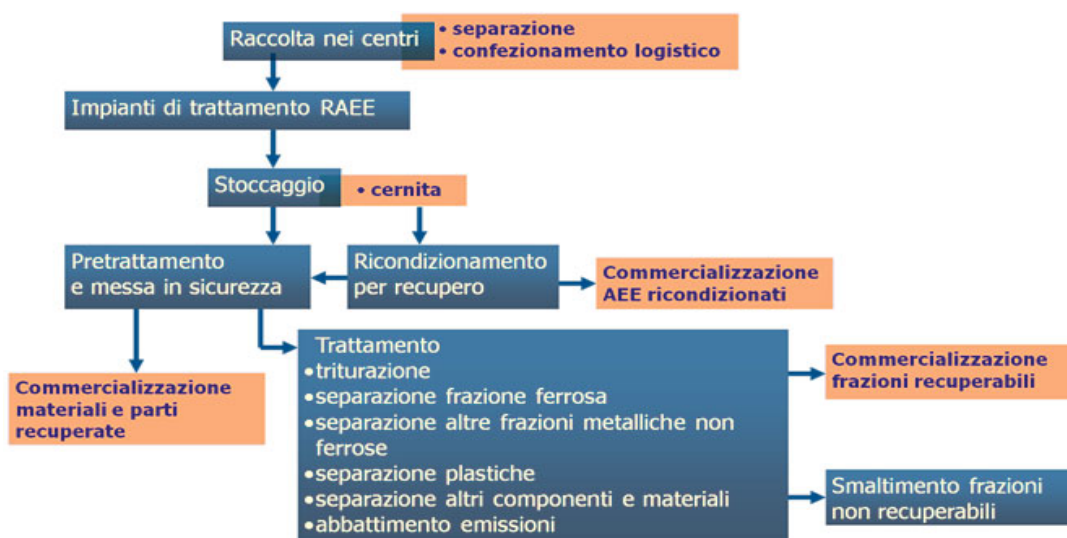 Raccolta nei centri
• separazione
• confezionamento logistico
Impianti di trattamento RAEE
Stoccaggio
• cernita
Pretrattamento
e messa in sicurezza
Ricondizionamento
per recupero
Commercializzazione
AEE ricondizionati
Commercializzazione
materiali e parti
recuperate
Trattamento
•triturazione
•separazione frazione ferrosa
•separazione altre frazioni metalliche non
ferrose
•separazione plastiche
•separazione altri componenti e materiali
•abbattimento emissioni
Commercializzazione
frazioni recuperabili
Smaltimento frazioni
non recuperabili